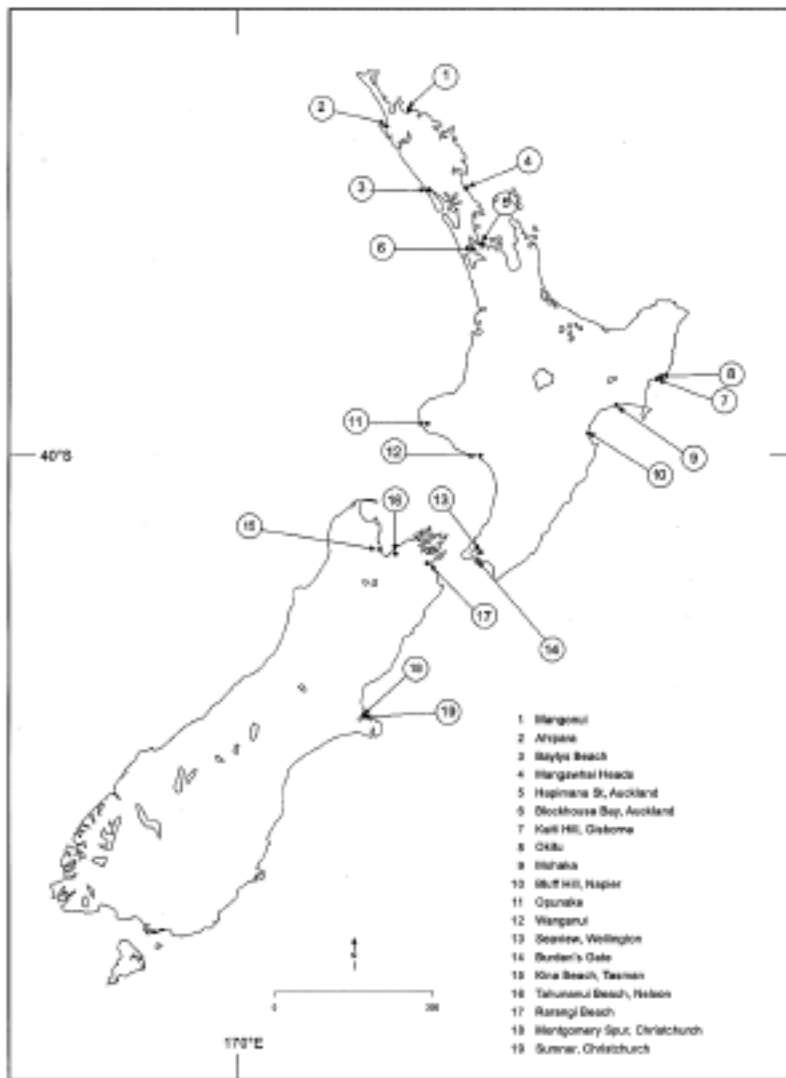 1
2
3
4
5
6
8
7
11
40°S
12
9
10
16
13
15
17
14
18
19
1 Mangonui
2 Ahipara
3 Baylys Beach
4 Mangawhai Heads
5 Hapimana St, Auckland
6 Blockhouse Bay, Auckland
7 Kaiti Hill, Gisborne
8 Okitu
9 Mohaka
10 Bluff Hill, Napier
11 Opunake
12 Wanganui
13 Seaview, Wellington
14 Burdan's Gate
15 Kina Beach, Tasman
16 Tahunanui Beach, Nelson
17 Rarangi Beach
18 Montgomery Spur, Christchurch
19 Sumner, Christchurch
0
170°E